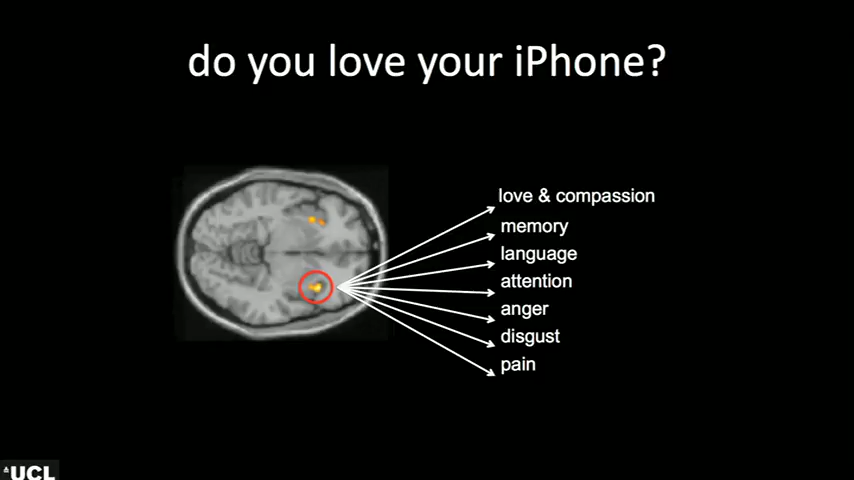 do you love your iPhone?
love & compassion
memory
language
attention
anger
disgust
pain
UCL